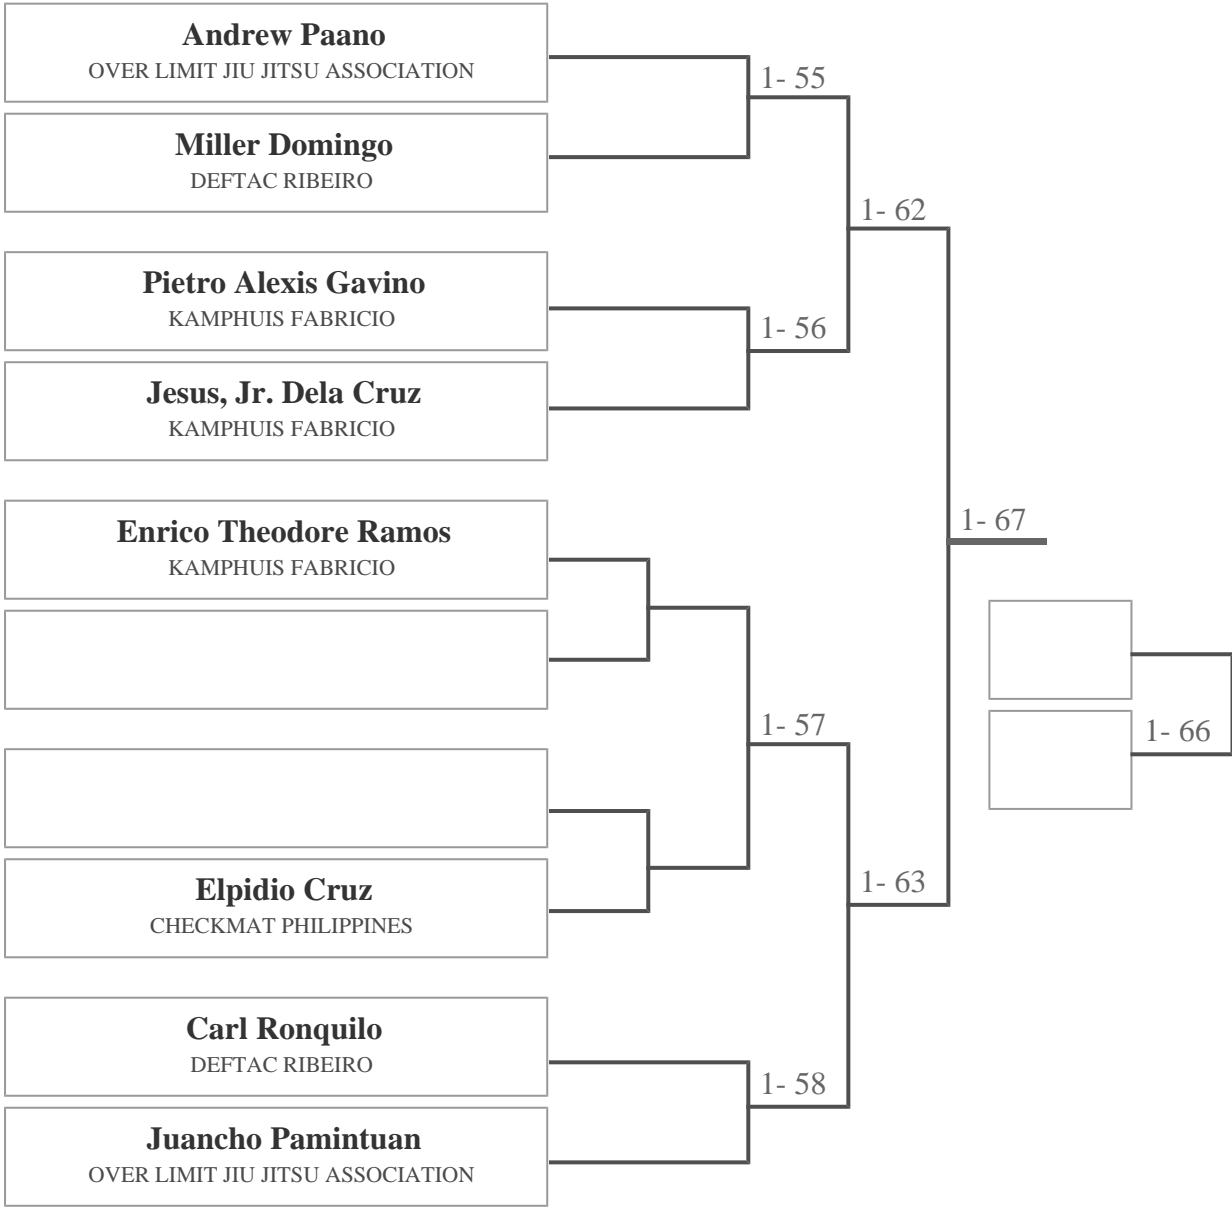 Andrew Paano
OVER LIMIT JIU JITSU ASSOCIATION
1- 55
Miller Domingo
DEFTAC RIBEIRO
1- 62
Pietro Alexis Gavino
KAMPHUIS FABRICIO
1- 56
Jesus, Jr. Dela Cruz
KAMPHUIS FABRICIO
Enrico Theodore Ramos
KAMPHUIS FABRICIO
1- 67
1- 57
1- 66
Elpidio Cruz
CHECKMAT PHILIPPINES
1- 63
Carl Ronquilo
DEFTAC RIBEIRO
1- 58
Juancho Pamintuan
OVER LIMIT JIU JITSU ASSOCIATION